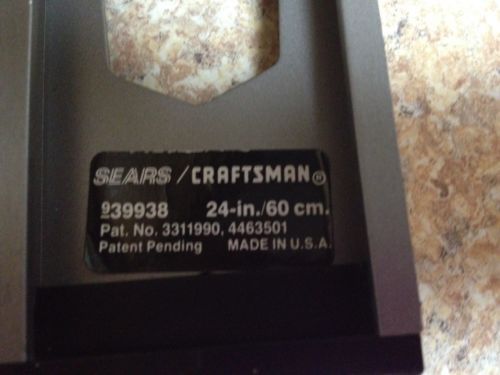 SEARS / CRAFTSMAN®
939938 24-in./60 cm.
Pat. No. 3311990, 4463501
Patent Pending MADE IN U.S.A.